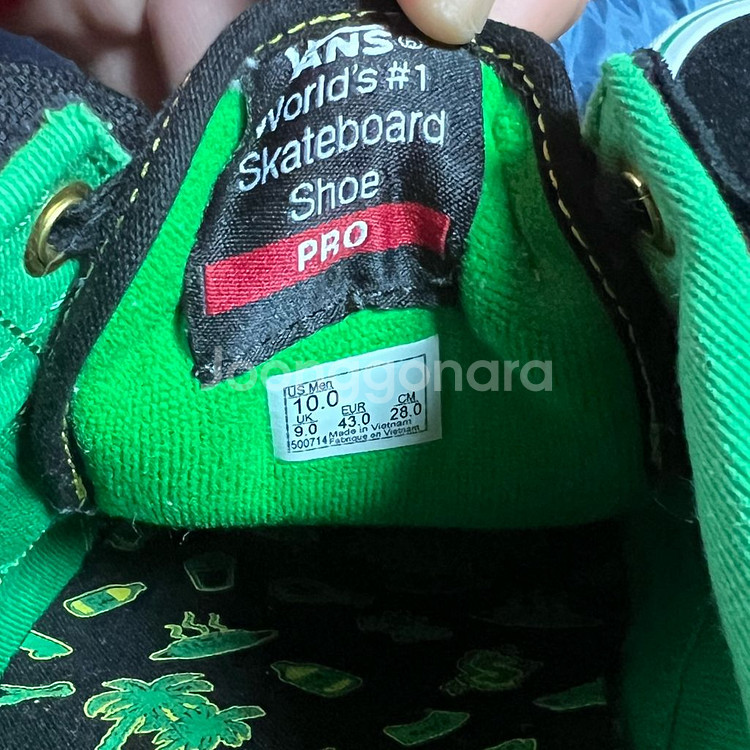 VANS®
World's #1
Skateboard
Shoe
PRO
Joonggonara
US Men
10.0
UK
9.0
EUR
43.0
CM
28.0
500714
Made in Vietnam
Fabrique en Vietnam